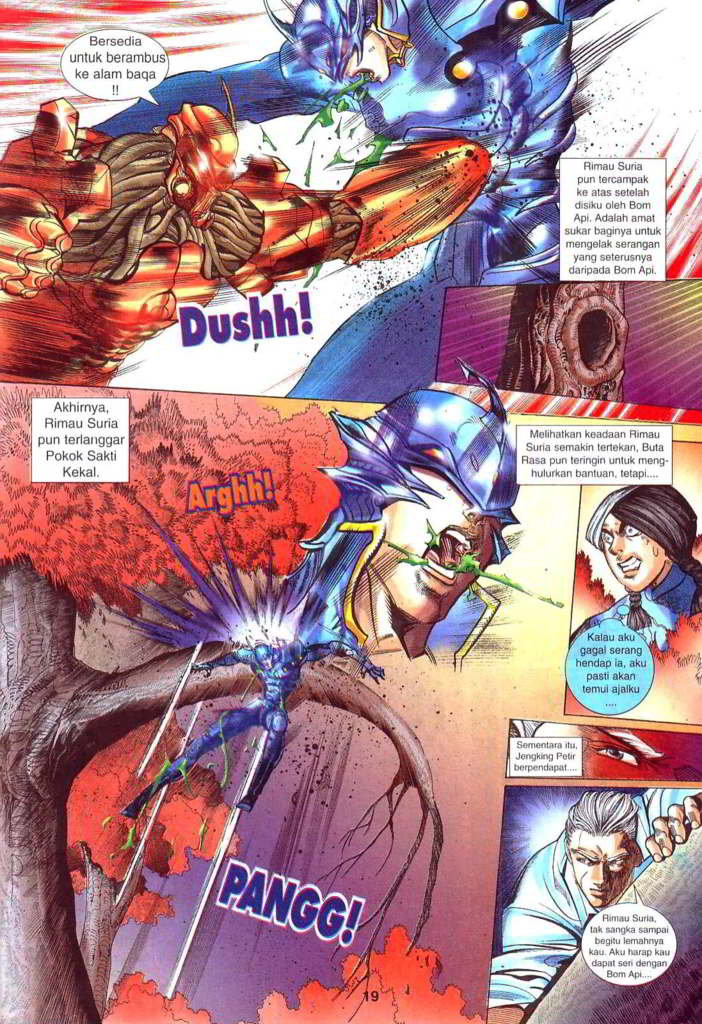 Bersedia
untuk berambus
ke alam baqa
!!
Rimau Suria
pun tercampak
ke atas setelah
disiku oleh Bom
Api. Adalah amat
sukar baginya untuk
mengelak serangan
yang seterusnya
daripada Bom Api.
Dushh!
Akhirnya,
Rimau Suria
pun terlanggar
Pokok Sakti
Kekal.
Arghh!
Melihatkan keadaan Rimau
Suria semakin tertekan, Buta
Rasa pun teringin untuk meng-
hulurkan bantuan, tetapi....
Kalau aku
gagal serang
hendap ia, aku
pasti akan
temui ajalku
....
Sementara itu,
Jengking Petir
berpendapat....
PANGG!
Rimau Suria,
tak sangka sampai
begitu lemahnya
kau. Aku harap kau
dapat seri dengan
Bom Api....
19